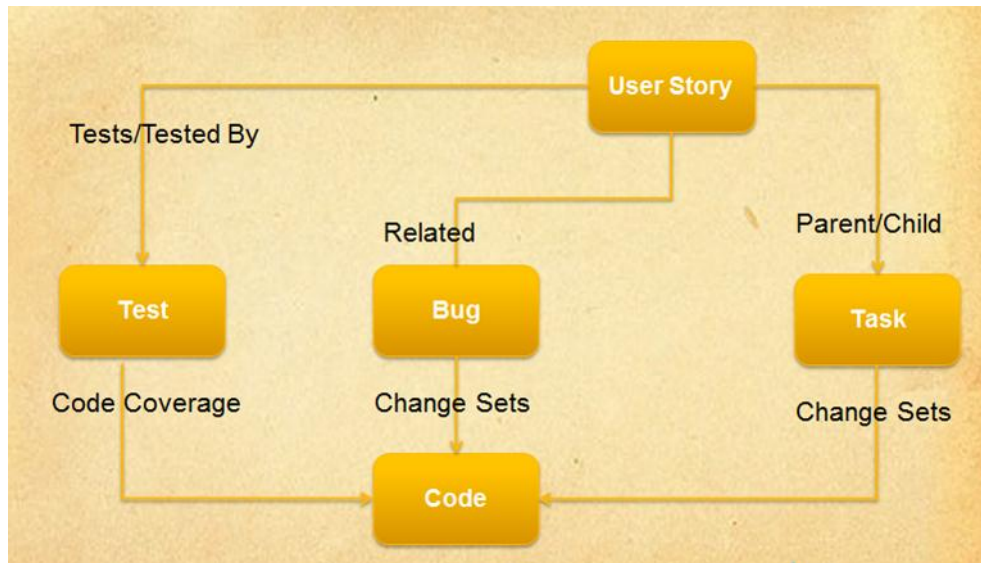 User Story
Tests/Tested By
Related
Parent/Child
Test
Bug
Task
Code Coverage
Change Sets
Change Sets
Code